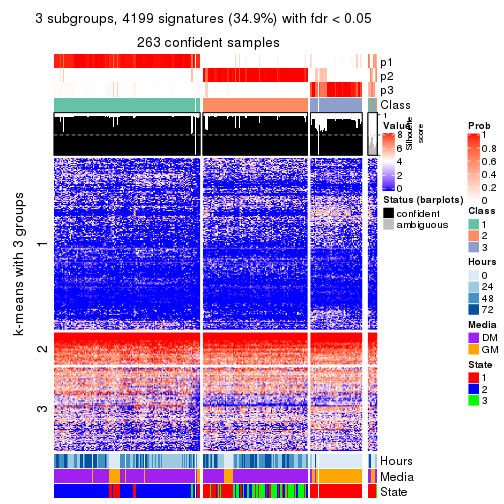 3 subgroups, 4199 signatures (34.9%) with fdr < 0.05
263 confident samples
p1
p2
p3
Class
1
Silhouette
score
k-means with 3 groups
1
2
3
Hours
Media
State
Value
8
6
4
2
0
Status (barplots)
confident
ambiguous
Prob
1
0.8
0.6
0.4
0.2
0
Class
1
2
3
Hours
0
24
48
72
Media
DM
GM
State
1
2
3